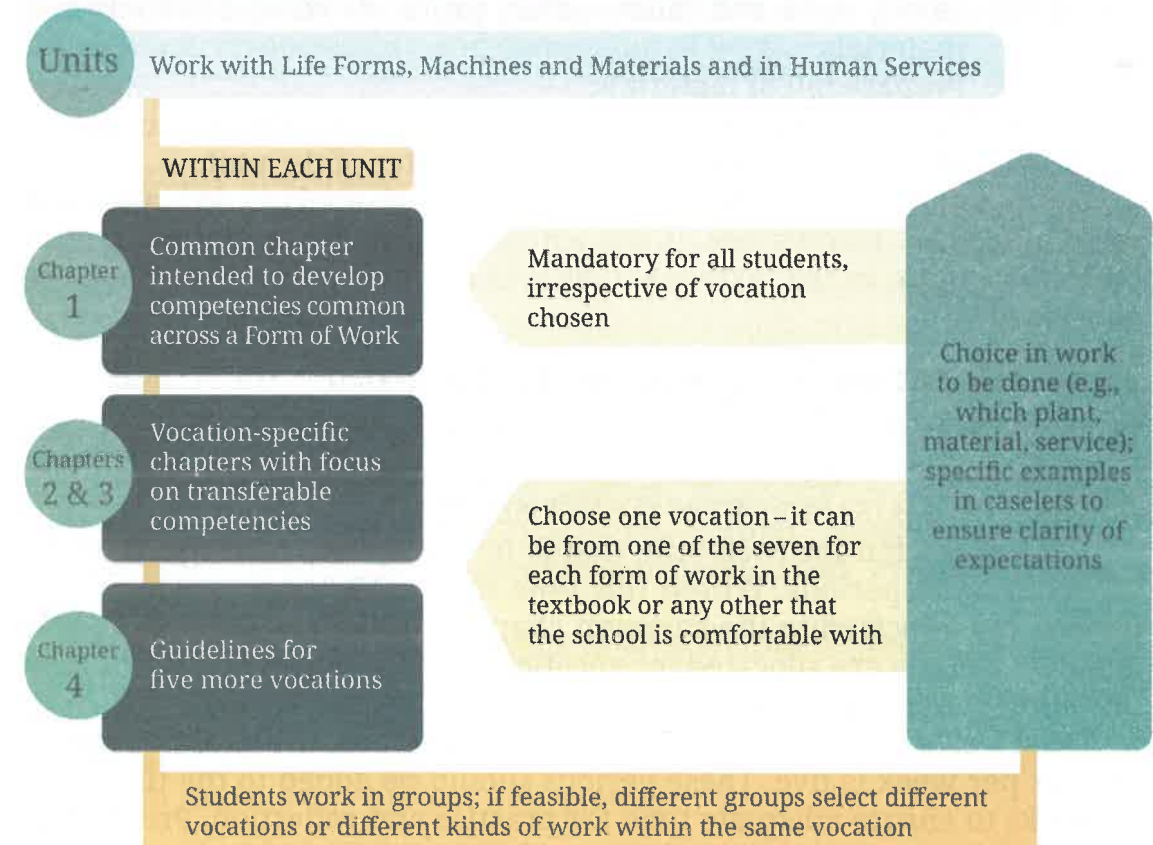 Units
Work with Life Forms, Machines and Materials and in Human Services
WITHIN EACH UNIT
Chapter
1
Common chapter
intended to develop
competencies common
across a Form of Work
Mandatory for all students,
irrespective of vocation
chosen
Chapters
2 & 3
Vocation-specific
chapters with focus
on transferable
competencies
Choose one vocation – it can
be from one of the seven for
each form of work in the
textbook or any other that
the school is comfortable with
Chapter
4
Guidelines for
five more vocations
Choice in work
to be done (e.g.,
which plant,
material, service);
specific examples
in caselets to
ensure clarity of
expectations
Students work in groups; if feasible, different groups select different
vocations or different kinds of work within the same vocation